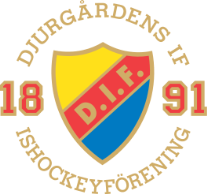 DJURGÅRDENS IF
18 91
D.I.F.
ISHOCKEYFÖRENING